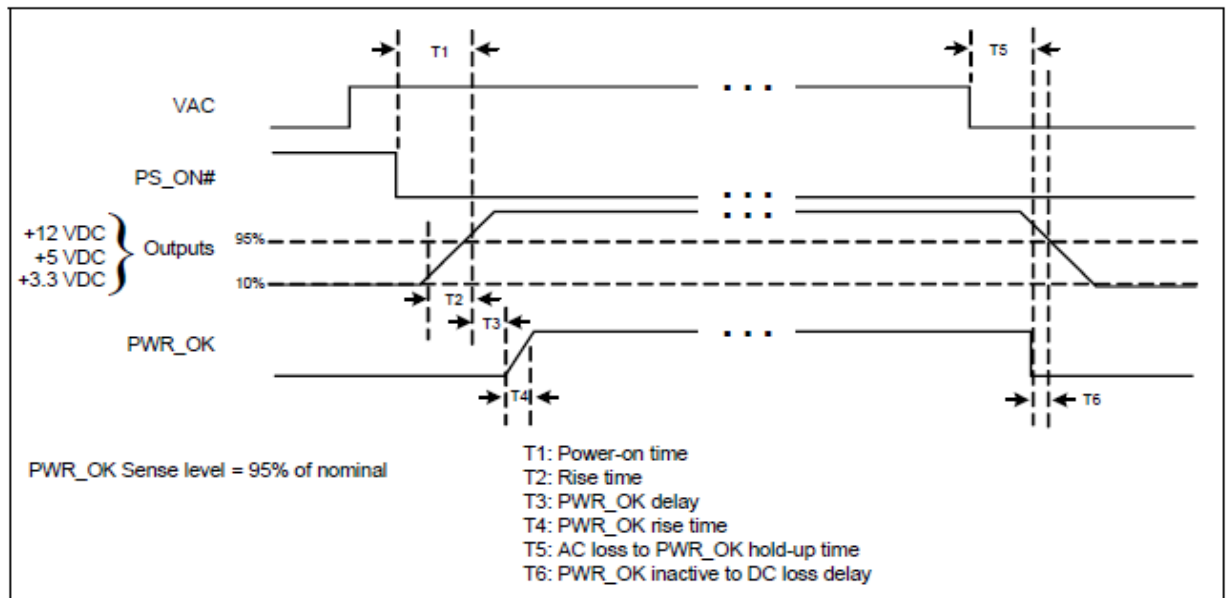 T1
T5
VAC
. . .
PS_ON#
. . .
. . .
+12 VDC
+5 VDC
+3.3 VDC
} Outputs
95%
10%
T2
T3
PWR_OK
. . .
T4
T6
PWR_OK Sense level = 95% of nominal
T1: Power-on time
T2: Rise time
T3: PWR_OK delay
T4: PWR_OK rise time
T5: AC loss to PWR_OK hold-up time
T6: PWR_OK inactive to DC loss delay